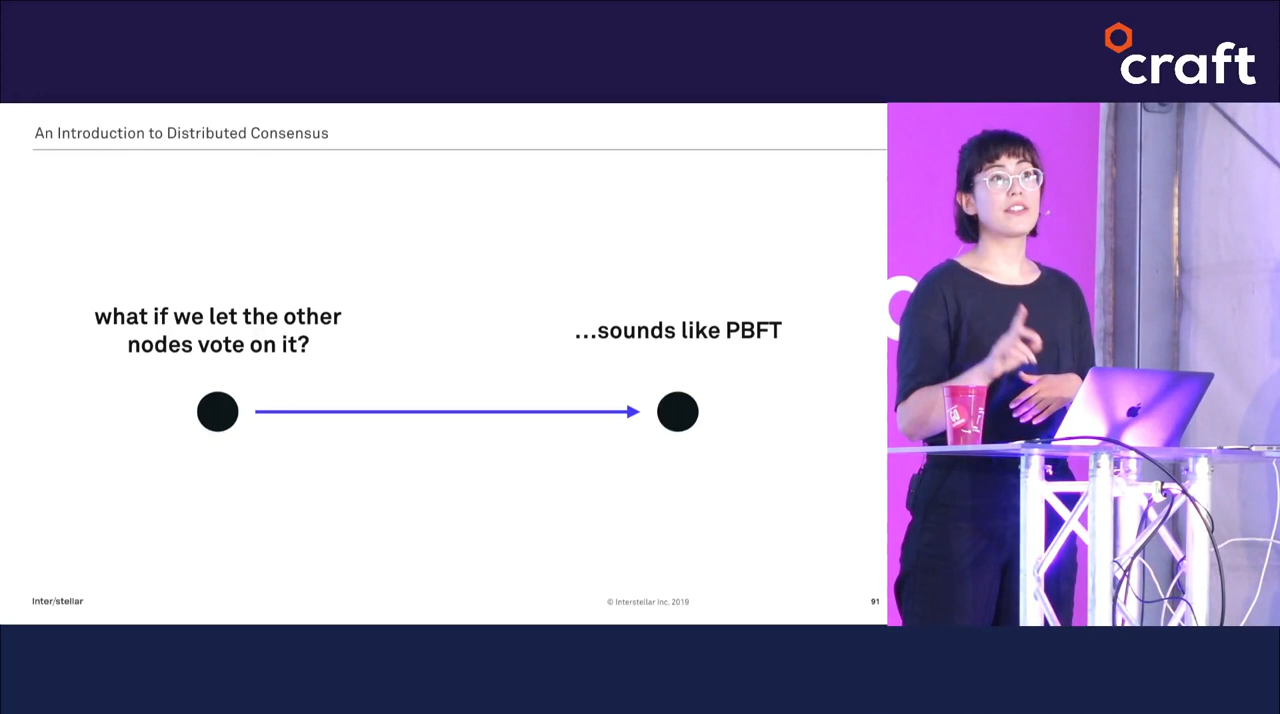 craft
An Introduction to Distributed Consensus
what if we let the other
nodes vote on it?
...sounds like PBFT
Inter/stellar
© Interstellar Inc. 2019
91